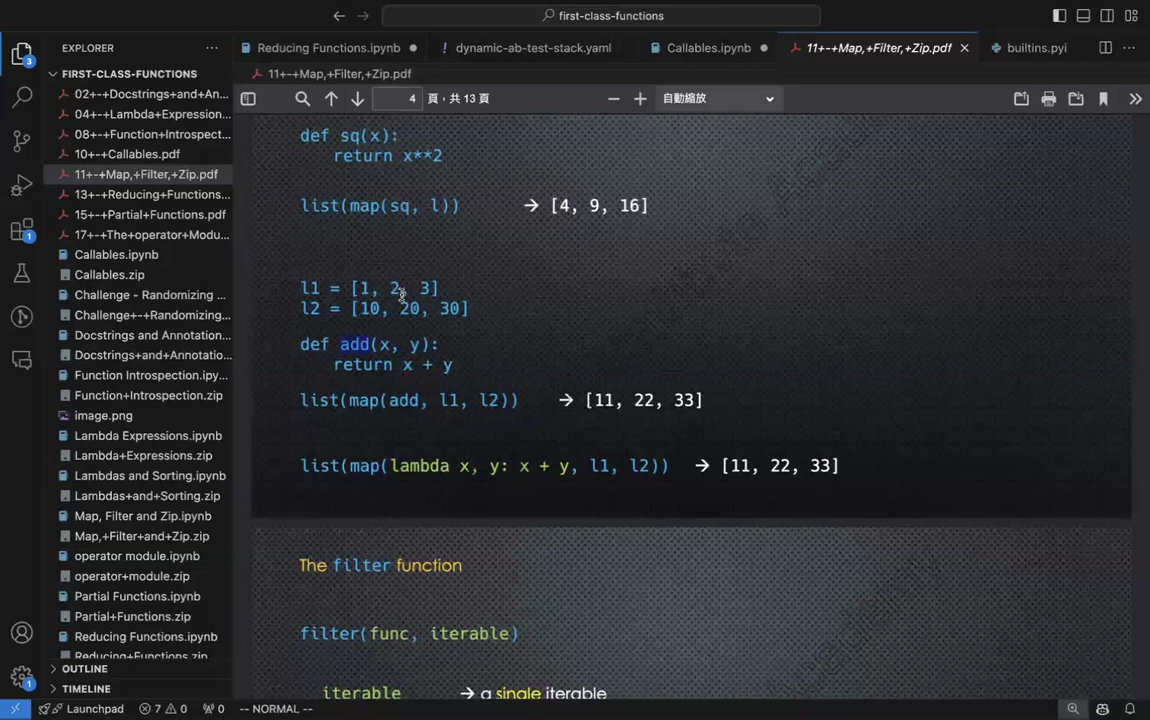 first-class-functions
EXPLORER
Reducing Functions.ipynb
dynamic-ab-test-stack.yaml
Callables.ipynb
11+-+Map,+Filter,+Zip.pdf
builtins.pyi
FIRST-CLASS-FUNCTIONS
11+-+Map,+Filter,+Zip.pdf
02+-+Docstrings+and+An...
04+-+Lambda+Expression...
08+-+Function+Introspect...
10+-+Callables.pdf
11+-+Map,+Filter,+Zip.pdf
13+-+Reducing+Functions...
15+-+Partial+Functions.pdf
17+-+The+operator+Modu...
Callables.ipynb
Callables.zip
Challenge - Randomizing ...
Challenge+-+Randomizing...
Docstrings and Annotatio...
Docstrings+and+Annotatio...
Function Introspection.ipy...
Function+Introspection.zip
image.png
Lambda Expressions.ipynb
Lambda+Expressions.zip
Lambdas and Sorting.ipynb
Lambdas+and+Sorting.zip
Map, Filter and Zip.ipynb
Map,+Filter+and+Zip.zip
operator module.ipynb
operator+module.zip
Partial Functions.ipynb
Partial+Functions.zip
Reducing Functions.ipynb
Reducing+Functions.zip
OUTLINE
TIMELINE
4 頁，共 13 頁
自動縮放
def sq(x):
return x**2
list(map(sq, l)) → [4, 9, 16]
l1 = [1, 2, 3]
l2 = [10, 20, 30]
def add(x, y):
return x + y
list(map(add, l1, l2)) → [11, 22, 33]
list(map(lambda x, y: x + y, l1, l2)) → [11, 22, 33]
The filter function
filter(func, iterable)
iterable → a single iterable
3
1
1
Launchpad
7
0
0
-- NORMAL --